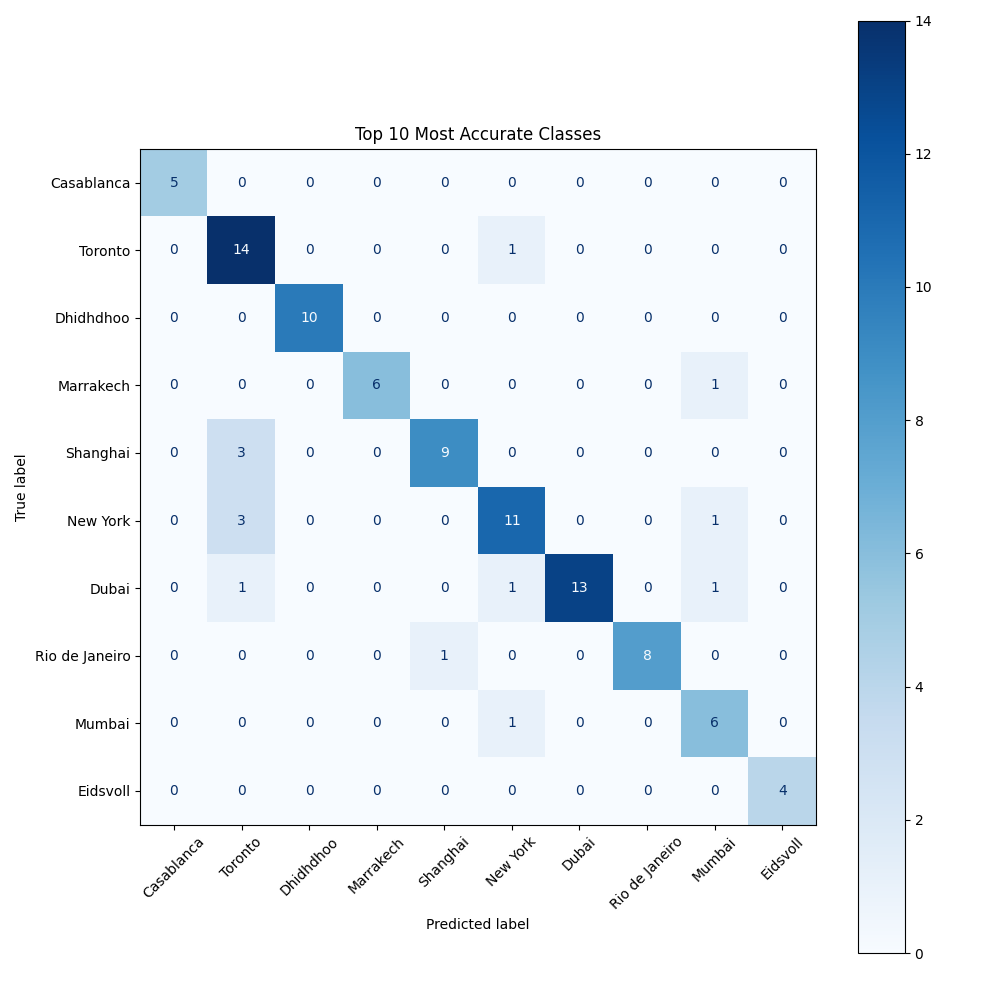 Top 10 Most Accurate Classes
14
12
10
8
6
4
2
0
True label
Casablanca 5 0 0 0 0 0 0 0 0 0
Toronto 0 14 0 0 0 1 0 0 0 0
Dhidhdhoo 0 0 10 0 0 0 0 0 0 0
Marrakech 0 0 0 6 0 0 0 0 1 0
Shanghai 0 3 0 0 9 0 0 0 0 0
New York 0 3 0 0 0 11 0 0 1 0
Dubai 0 1 0 0 0 1 13 0 1 0
Rio de Janeiro 0 0 0 0 1 0 0 8 0 0
Mumbai 0 0 0 0 0 1 0 0 6 0
Eidsvoll 0 0 0 0 0 0 0 0 0 4
Casablanca Toronto Dhidhdhoo Marrakech Shanghai New York Dubai Rio de Janeiro Mumbai Eidsvoll
Predicted label